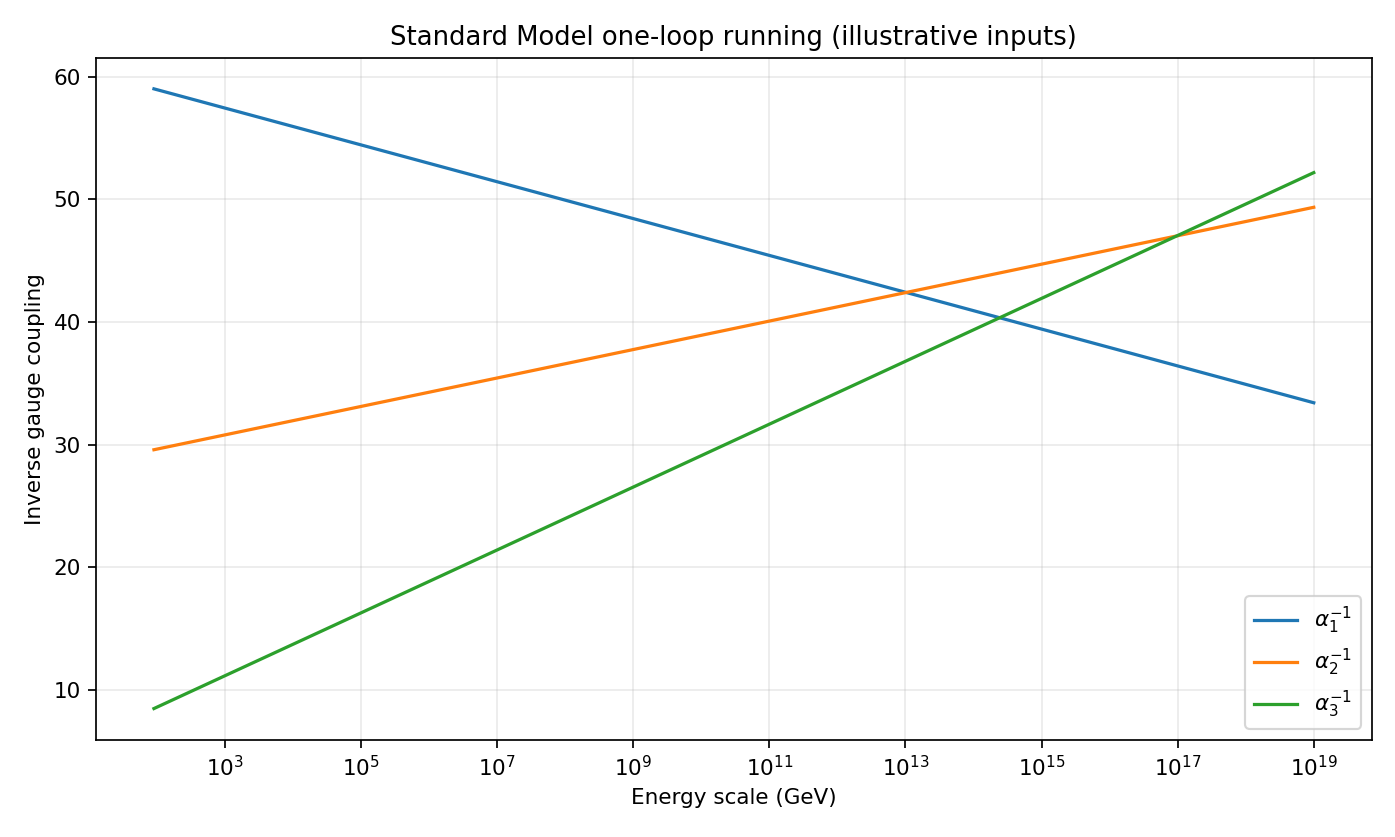 Standard Model one-loop running (illustrative inputs)
Inverse gauge coupling
60
50
40
30
20
10
α₁⁻¹
α₂⁻¹
α₃⁻¹
10³ 10⁵ 10⁷ 10⁹ 10¹¹ 10¹³ 10¹⁵ 10¹⁷ 10¹⁹
Energy scale (GeV)